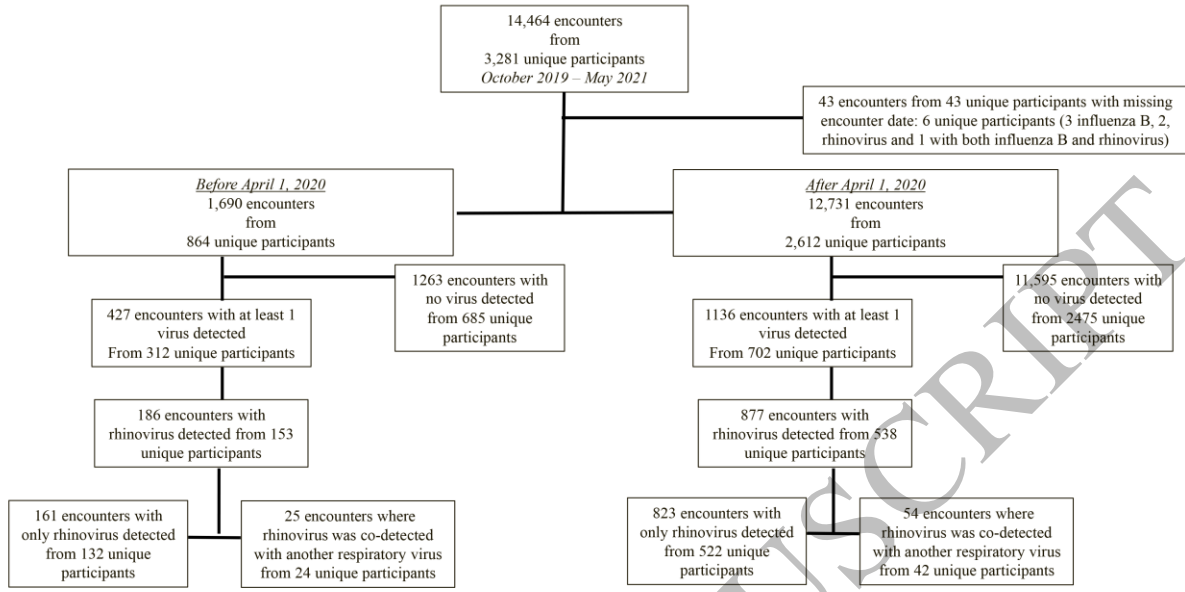 14,464 encounters
from
3,281 unique participants
October 2019 – May 2021
43 encounters from 43 unique participants with missing
encounter date: 6 unique participants (3 influenza B, 2,
rhinovirus and 1 with both influenza B and rhinovirus)
Before April 1, 2020
1,690 encounters
from
864 unique participants
After April 1, 2020
12,731 encounters
from
2,612 unique participants
1263 encounters with
no virus detected
from 685 unique
participants
11,595 encounters with
no virus detected
from 2475 unique
participants
427 encounters with at least 1
virus detected
From 312 unique participants
1136 encounters with at least 1
virus detected
From 702 unique participants
186 encounters with
rhinovirus detected from 153
unique participants
877 encounters with
rhinovirus detected from 538
unique participants
161 encounters with
only rhinovirus detected
from 132 unique
participants
25 encounters where
rhinovirus was co-detected
with another respiratory virus
from 24 unique participants
823 encounters with
only rhinovirus detected
from 522 unique
participants
54 encounters where
rhinovirus was co-detected
with another respiratory virus
from 42 unique participants
USCRIPT